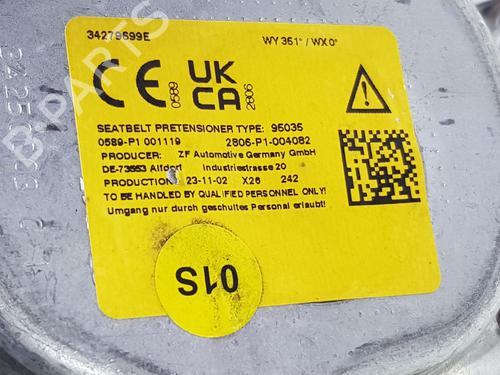 34279699E
WY 351° / WX 0°
CE
0589
UK
CA
2806
SEATBELT PRETENSIONER TYPE: 95035
0589-P1 001119 2806-P1-004082
PRODUCER: ZF Automotive Germany GmbH
DE-73553 Alfdorf Industriestrasse 20
PRODUCTION: 23-11-02 X26 242
TO BE HANDLED BY QUALIFIED PERSONNEL ONLY!
Umgang nur durch geschultes Personal erlaubt!
01S
B-PARTS